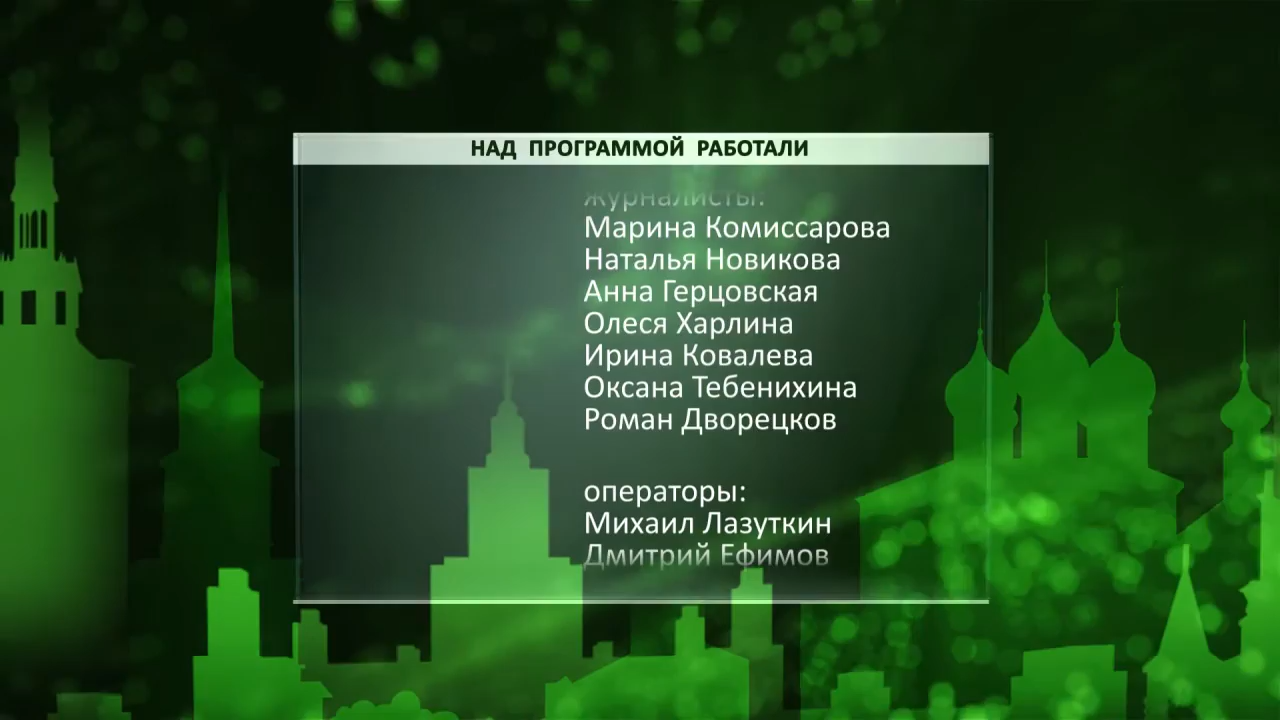 НАД ПРОГРАММОЙ РАБОТАЛИ
журналисты:
Марина Комиссарова
Наталья Новикова
Анна Герцовская
Олеся Харлина
Ирина Ковалева
Оксана Тебенихина
Роман Дворецков
операторы:
Михаил Лазуткин
Дмитрий Ефимов